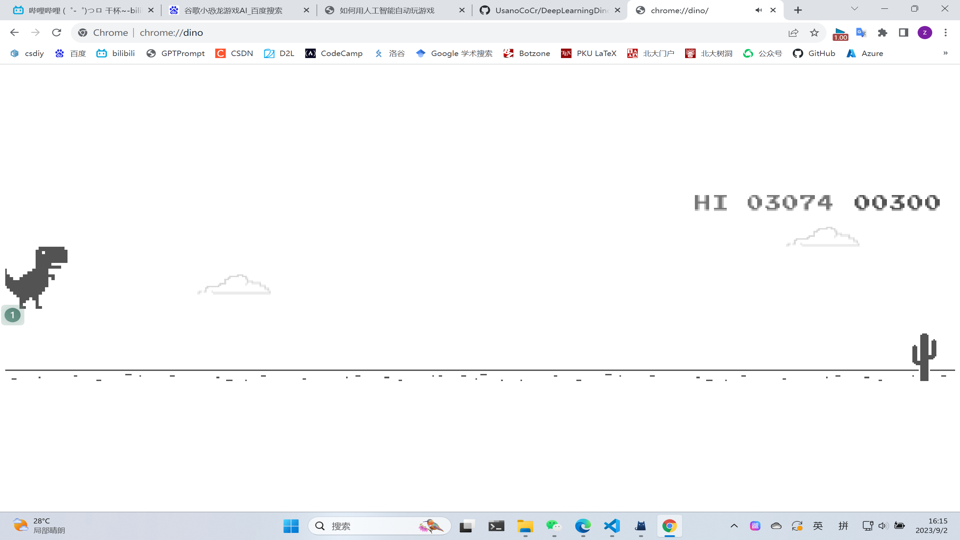 哔哩哔哩 (゜-゜)つロ 干杯~-bili
谷歌小恐龙游戏AI_百度搜索
如何用人工智能自动玩游戏
UsanoCoCr/DeepLearningDin
chrome://dino/
Chrome | chrome://dino
1.00
z
csdiy
百度
bilibili
GPTPrompt
CSDN
D2L
CodeCamp
洛谷
Google 学术搜索
Botzone
PKU LaTeX
北大门户
北大树洞
公众号
GitHub
Azure
»
HI 03074 00300
1
28°C
局部晴朗
搜索
英
拼
16:15
2023/9/2